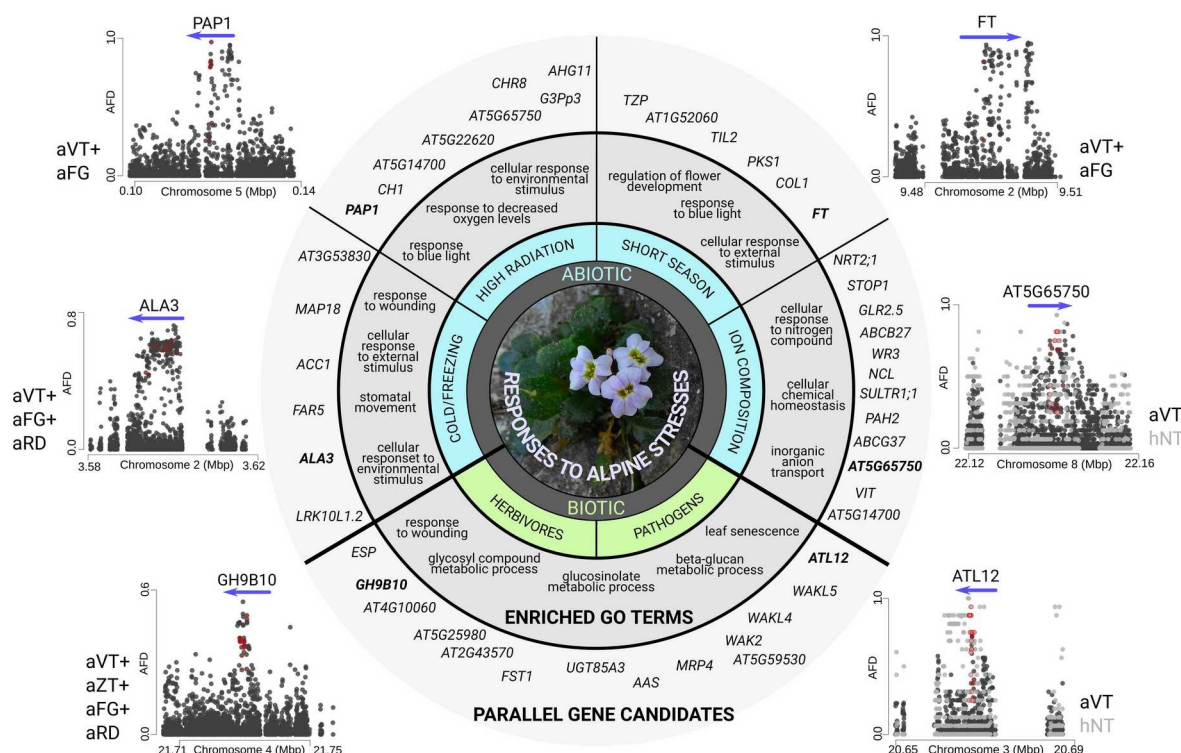 PAP1
1.0
AFD
0.0
aVT+
aFG
0.10
Chromosome 5 (Mbp)
0.14
FT
1.0
AFD
0.0
aVT+
aFG
9.48
Chromosome 2 (Mbp)
9.51
AHG11
CHR8
G3Pp3
AT5G65750
AT5G22620
AT5G14700
CH1
PAP1
TZP
AT1G52060
TIL2
PKS1
COL1
FT
cellular response
to environmental
stimulus
response to decreased
oxygen levels
response
to blue light
regulation of flower
development
response
to blue light
cellular response
to external
stimulus
HIGH RADIATION
SHORT SEASON
ABIOTIC
COLD/FREEZING
ION COMPOSITION
RESPONSES TO ALPINE STRESSES
BIOTIC
HERBIVORES
PATHOGENS
AT3G53830
MAP18
ACC1
FAR5
ALA3
LRK10L1.2
response
to wounding
cellular
response
to external
stimulus
stomatal
movement
cellular
responset to
environmental
stimulus
NRT2;1
STOP1
GLR2.5
ABCB27
WR3
NCL
SULTR1;1
PAH2
ABCG37
AT5G65750
VIT
AT5G14700
cellular
response
to nitrogen
compound
cellular
chemical
homeostasis
inorganic
anion
transport
ALA3
0.8
AFD
0.0
aVT+
aFG+
aRD
3.58
Chromosome 2 (Mbp)
3.62
AT5G65750
1.0
AFD
0.0
aVT
hNT
22.12
Chromosome 8 (Mbp)
22.16
response
to wounding
glycosyl compound
metabolic process
glucosinolate
metabolic process
beta-glucan
metabolic process
leaf senescence
ENRICHED GO TERMS
ESP
GH9B10
AT4G10060
AT5G25980
AT2G43570
FST1
UGT85A3
AAS
MRP4
AT5G59530
WAK2
WAKL4
WAKL5
ATL12
PARALLEL GENE CANDIDATES
GH9B10
0.6
AFD
0.0
aVT+
aZT+
aFG+
aRD
21.71
Chromosome 4 (Mbp)
21.75
ATL12
1.0
AFD
0.0
aVT
hNT
20.65
Chromosome 3 (Mbp)
20.69